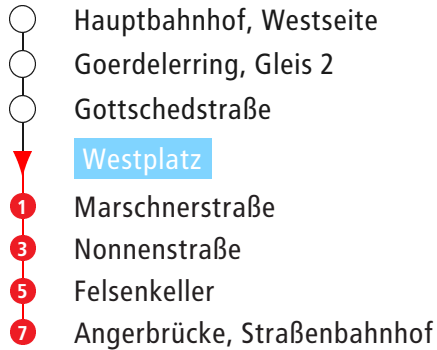 Hauptbahnhof, Westseite
Goerdelerring, Gleis 2
Gottschedstraße
Westplatz
1 Marschnerstraße
3 Nonnenstraße
5 Felsenkeller
7 Angerbrücke, Straßenbahnhof